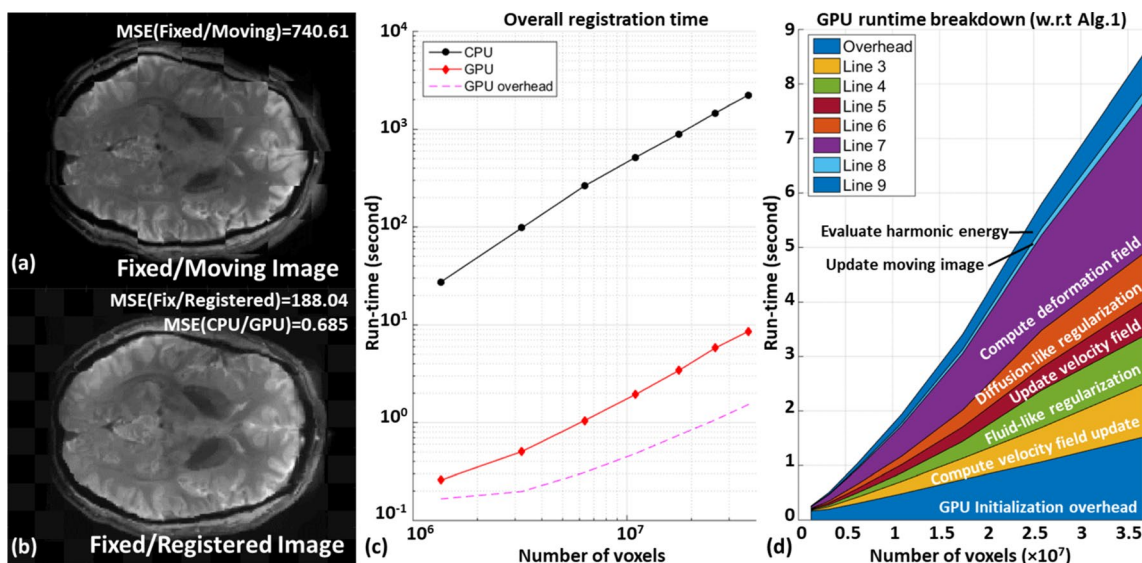 MSE(Fixed/Moving)=740.61
(a)
Fixed/Moving Image
MSE(Fix/Registered)=188.04
MSE(CPU/GPU)=0.685
(b)
Fixed/Registered Image
Overall registration time
CPU
GPU
GPU overhead
Run-time (second)
10^4
10^3
10^2
10^1
10^0
10^-1
10^6
10^7
(c)
Number of voxels
GPU runtime breakdown (w.r.t Alg.1)
Overhead
Line 3
Line 4
Line 5
Line 6
Line 7
Line 8
Line 9
Evaluate harmonic energy
Update moving image
Compute deformation field
Diffusion-like regularization
Update velocity field
Fluid-like regularization
Compute velocity field update
GPU Initialization overhead
Run-time (second)
9
8
7
6
5
4
3
2
1
0
0 0.5 1 1.5 2 2.5 3 3.5
(d)
Number of voxels (×10^7)